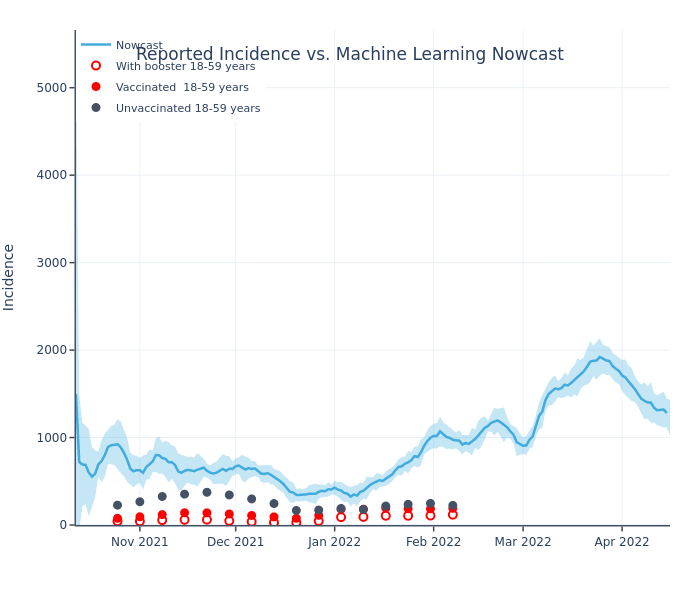 Reported Incidence vs. Machine Learning Nowcast
Nowcast
With booster 18-59 years
Vaccinated  18-59 years
Unvaccinated 18-59 years
Incidence
5000
4000
3000
2000
1000
0
Nov 2021
Dec 2021
Jan 2022
Feb 2022
Mar 2022
Apr 2022